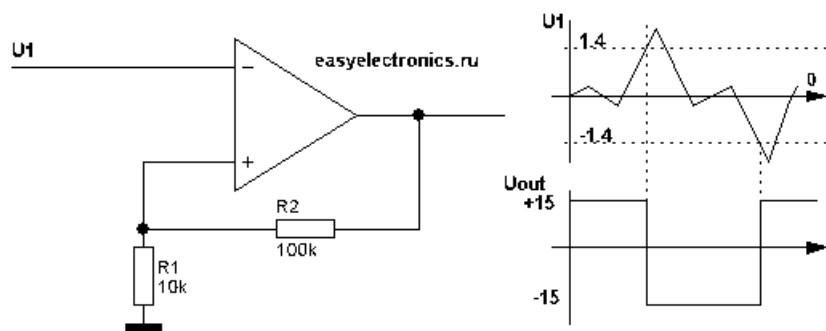 U1
easyelectronics.ru
−
+
R2
100k
R1
10k
U1
1.4
0
-1.4
Uout
+15
-15